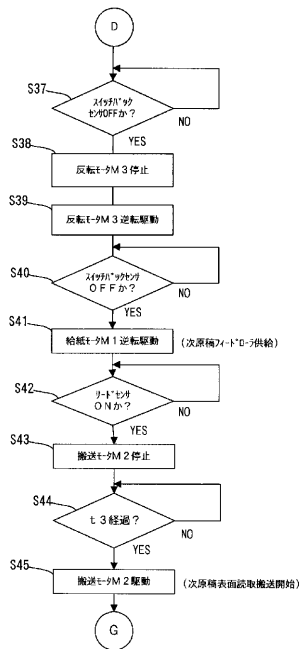 D
S37
スイッチバック
センサOFFか?
NO
YES
S38
反転モータM3停止
S39
反転モータM3逆転駆動
S40
スイッチバックセンサ
OFFか?
NO
YES
S41
給紙モータM1逆転駆動
(次原稿フィードローラ供給)
S42
リードセンサ
ONか?
NO
YES
S43
搬送モータM2停止
S44
t3経過?
NO
YES
S45
搬送モータM2駆動
(次原稿表面読取搬送開始)
G